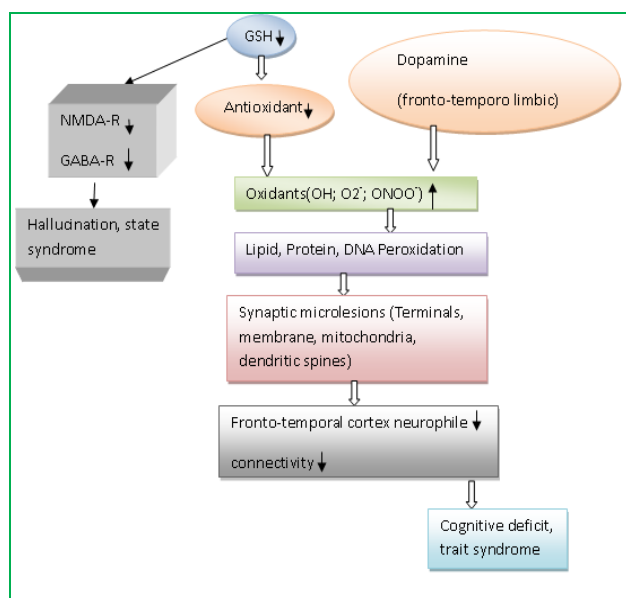 GSH ↓
Dopamine
(fronto-temporo limbic)
Antioxidant ↓
NMDA-R ↓
GABA-R ↓
Oxidants(OH; O2⁻; ONOO⁻) ↑
Hallucination, state
syndrome
Lipid, Protein, DNA Peroxidation
Synaptic microlesions (Terminals,
membrane, mitochondria,
dendritic spines)
Fronto-temporal cortex neurophile ↓
connectivity ↓
Cognitive deficit,
trait syndrome